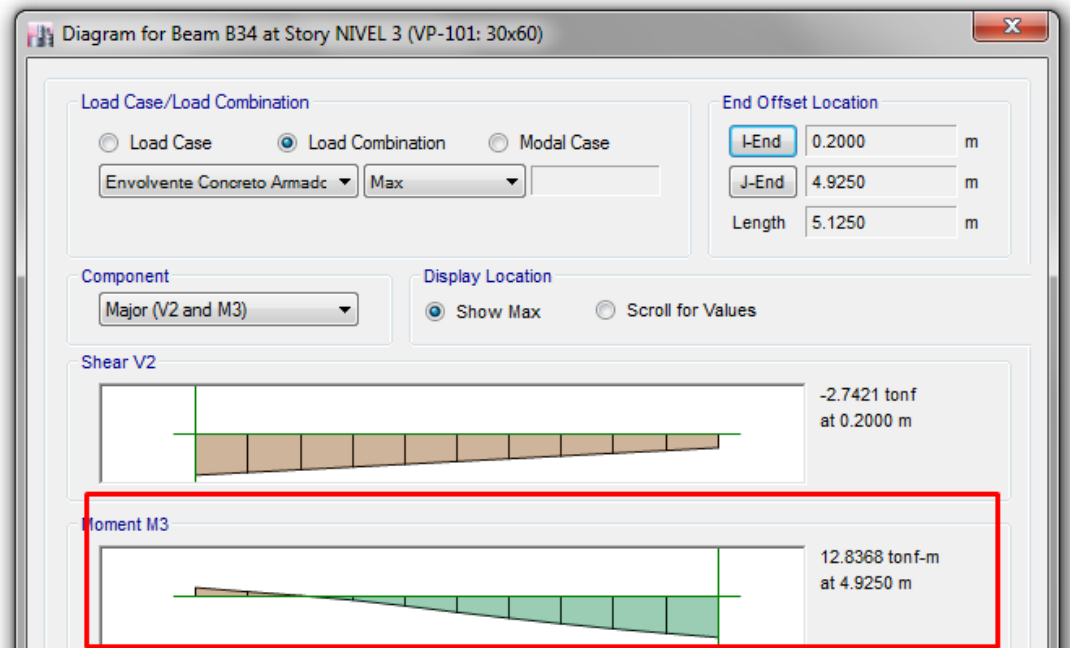 Diagram for Beam B34 at Story NIVEL 3 (VP-101: 30x60)
Load Case/Load Combination
Load Case Load Combination Modal Case
Envolvente Concreto Armadc Max
End Offset Location
I-End 0.2000 m
J-End 4.9250 m
Length 5.1250 m
Component
Major (V2 and M3)
Display Location
Show Max Scroll for Values
Shear V2
-2.7421 tonf
at 0.2000 m
Moment M3
12.8368 tonf-m
at 4.9250 m